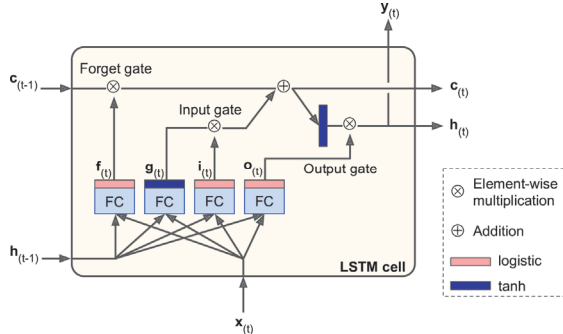 y(t)
Forget gate
c(t-1)
c(t)
Input gate
h(t)
f(t)
g(t)
i(t)
o(t)
Output gate
FC
FC
FC
FC
h(t-1)
LSTM cell
x(t)
Element-wise
multiplication
Addition
logistic
tanh